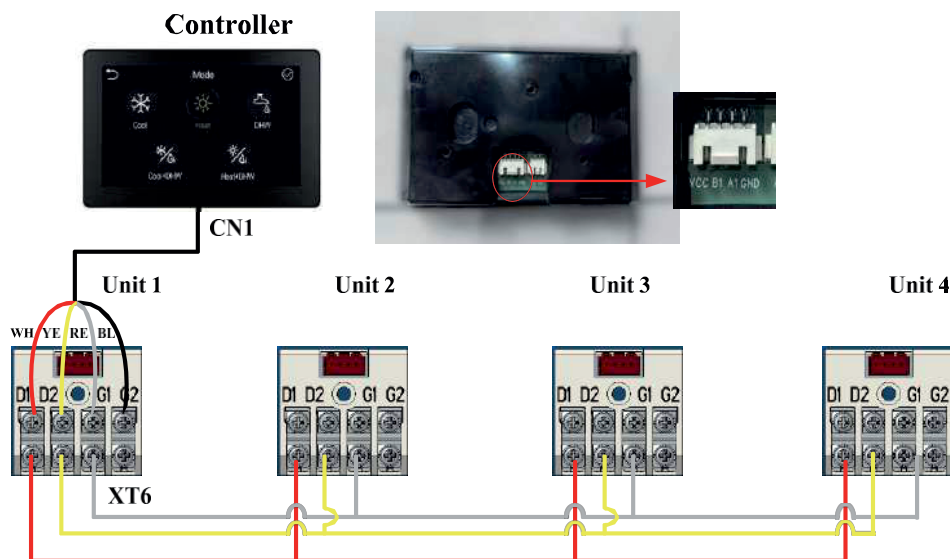 Controller
Mode
Cool
Heat
DHW
Cool+DHW
Heat+DHW
VCC B1 A1 GND
CN1
Unit 1
Unit 2
Unit 3
Unit 4
WH YE RE BL
D1 D2 G1 G2
D1 D2 G1 G2
D1 D2 G1 G2
D1 D2 G1 G2
XT6